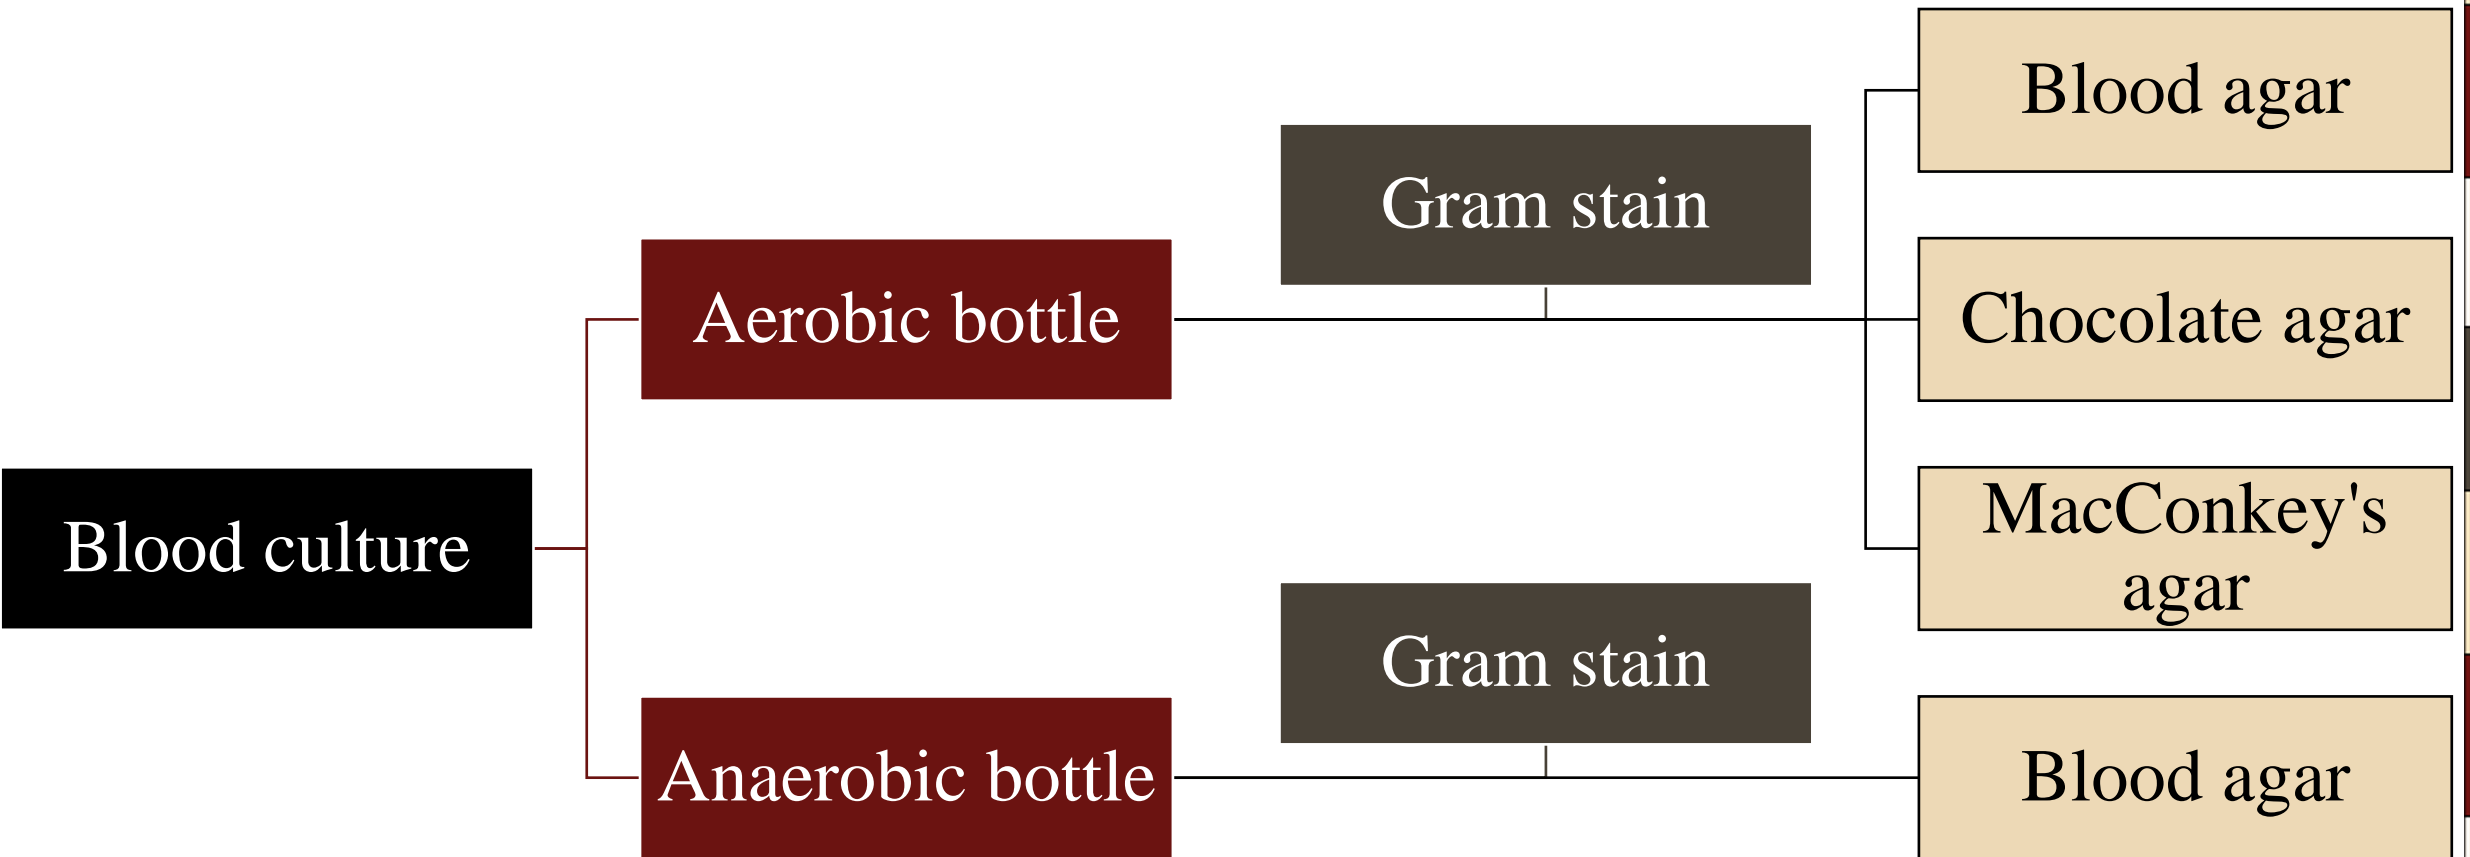 Blood agar
Gram stain
Aerobic bottle
Chocolate agar
Blood culture
MacConkey's
agar
Gram stain
Anaerobic bottle
Blood agar